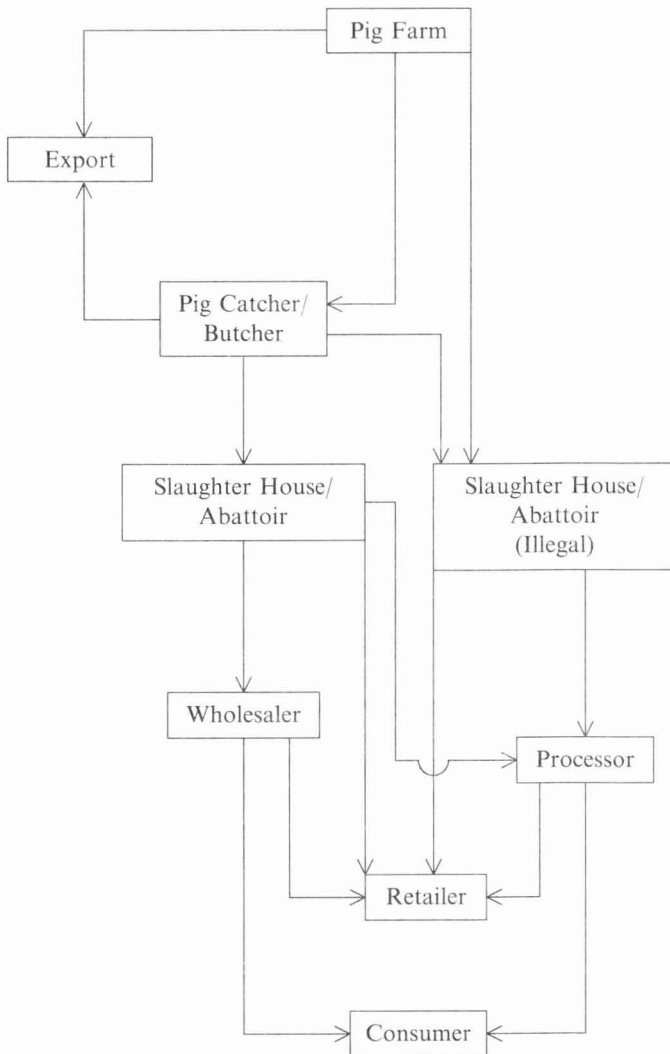 Pig Farm
Export
Pig Catcher/
Butcher
Slaughter House/
Abattoir
Slaughter House/
Abattoir
(Illegal)
Wholesaler
Processor
Retailer
Consumer